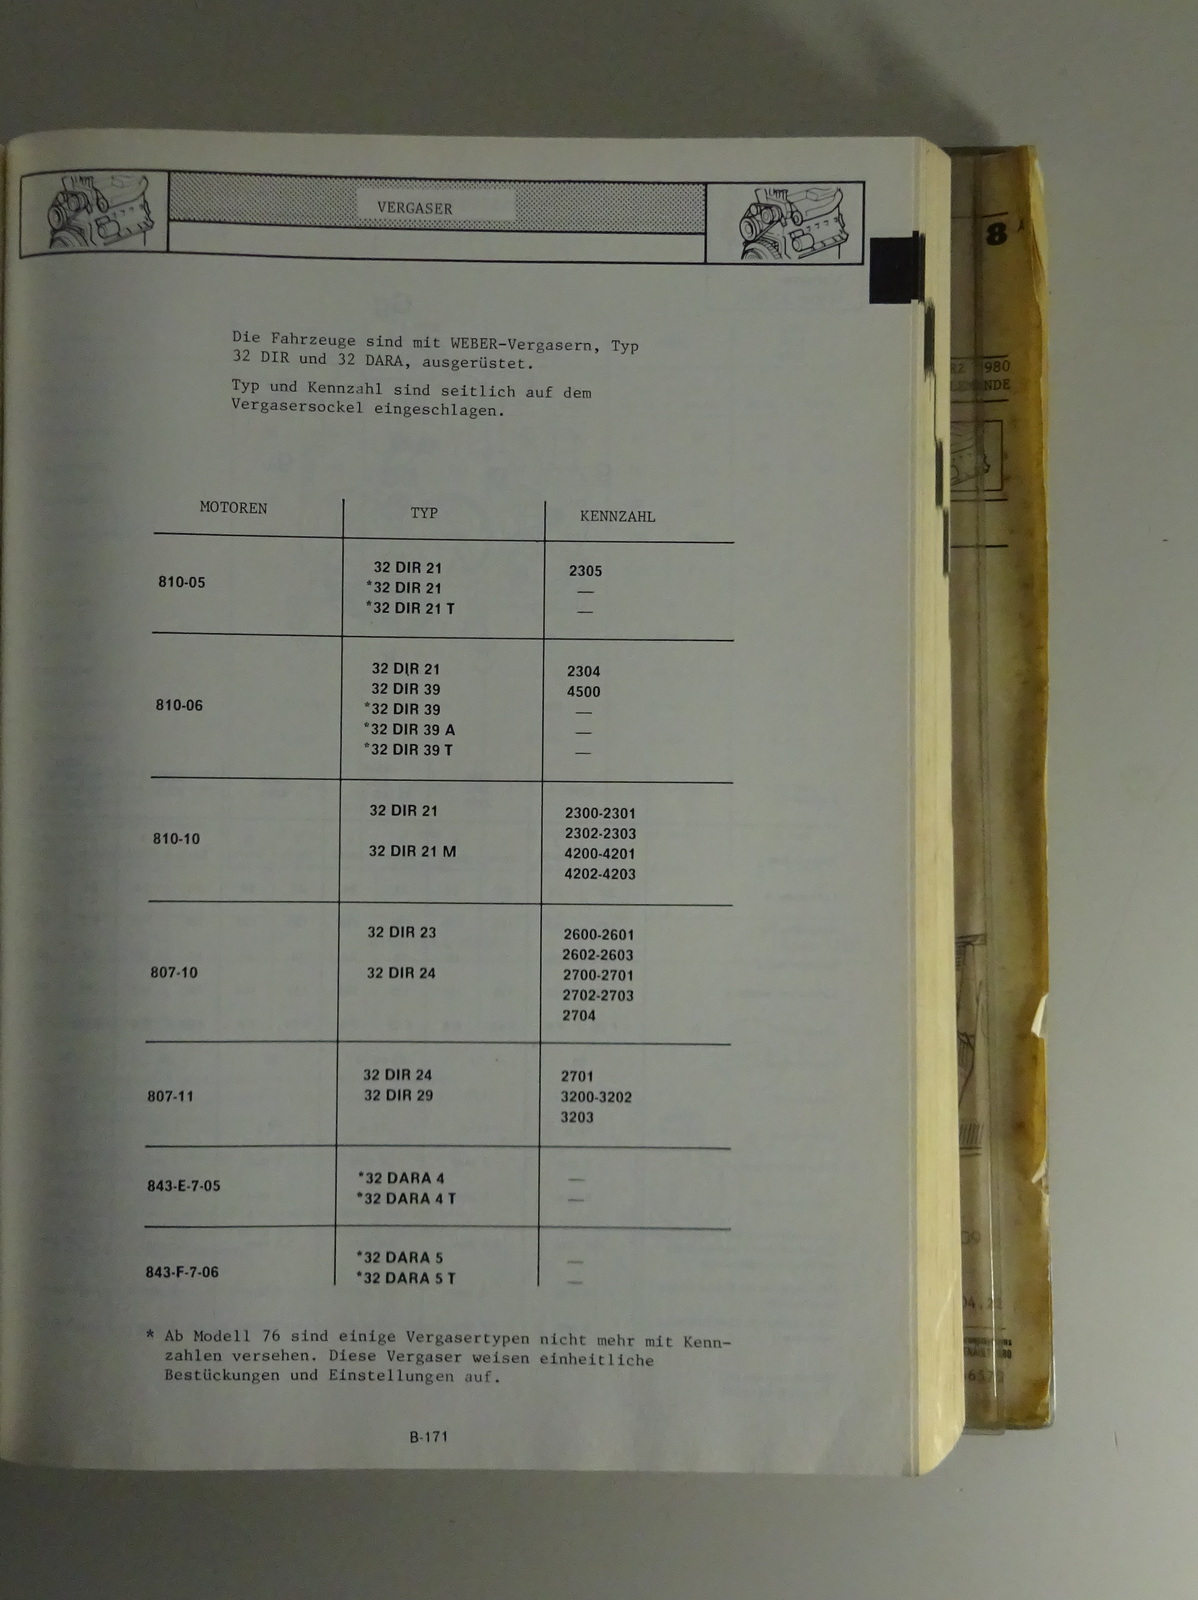 VERGASER
Die Fahrzeuge sind mit WEBER-Vergasern, Typ
32 DIR und 32 DARA, ausgerüstet.
Typ und Kennzahl sind seitlich auf dem
Vergasersockel eingeschlagen.
MOTOREN TYP KENNZAHL
810-05
32 DIR 21 2305
*32 DIR 21 —
*32 DIR 21 T —
810-06
32 DIR 21 2304
32 DIR 39 4500
*32 DIR 39 —
*32 DIR 39 A —
*32 DIR 39 T —
810-10
32 DIR 21 2300-2301
2302-2303
32 DIR 21 M 4200-4201
4202-4203
807-10
32 DIR 23 2600-2601
2602-2603
32 DIR 24 2700-2701
2702-2703
2704
807-11
32 DIR 24 2701
32 DIR 29 3200-3202
3203
843-E-7-05
*32 DARA 4 —
*32 DARA 4 T —
843-F-7-06
*32 DARA 5 —
*32 DARA 5 T —
* Ab Modell 76 sind einige Vergasertypen nicht mehr mit Kenn-
zahlen versehen. Diese Vergaser weisen einheitliche
Bestückungen und Einstellungen auf.
B-171
8